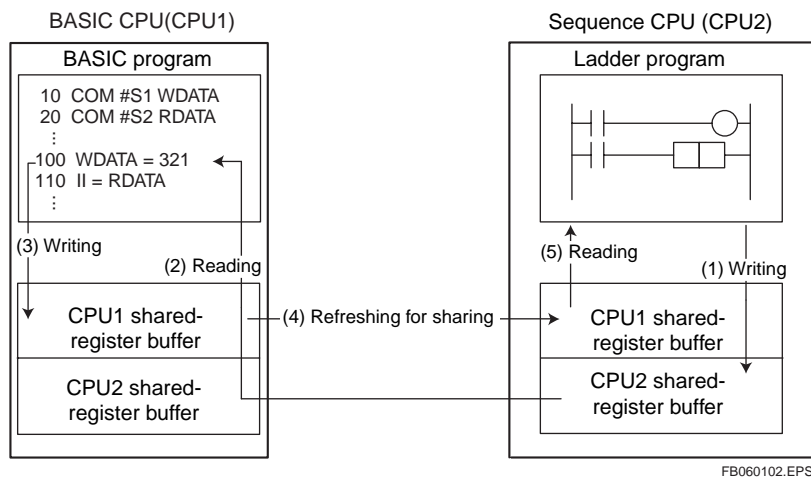 BASIC CPU(CPU1)
Sequence CPU (CPU2)
BASIC program
Ladder program
10 COM #S1 WDATA
20 COM #S2 RDATA
⋮
100 WDATA = 321
110 II = RDATA
⋮
(3) Writing
(2) Reading
(5) Reading
(1) Writing
CPU1 shared-
register buffer
(4) Refreshing for sharing
CPU1 shared-
register buffer
CPU2 shared-
register buffer
CPU2 shared-
register buffer
FB060102.EPS